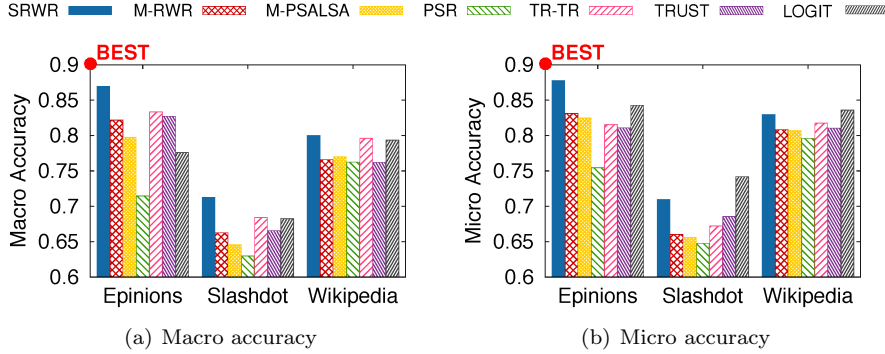 SRWR M-RWR M-PSALSA PSR TR-TR TRUST LOGIT
BEST
0.9
0.85
0.8
0.75
0.7
0.65
0.6
Macro Accuracy
Epinions Slashdot Wikipedia
(a) Macro accuracy
BEST
0.9
0.85
0.8
0.75
0.7
0.65
0.6
Micro Accuracy
Epinions Slashdot Wikipedia
(b) Micro accuracy